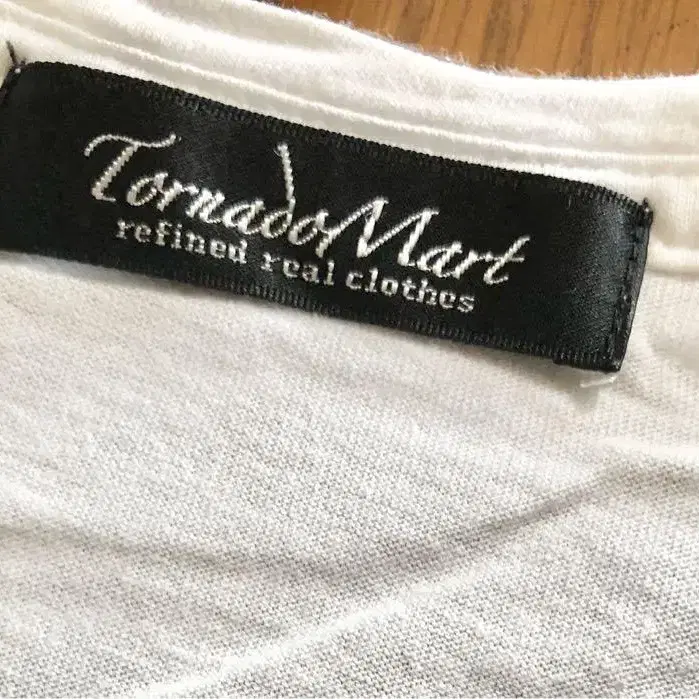 TornadoMart
refined real clothes